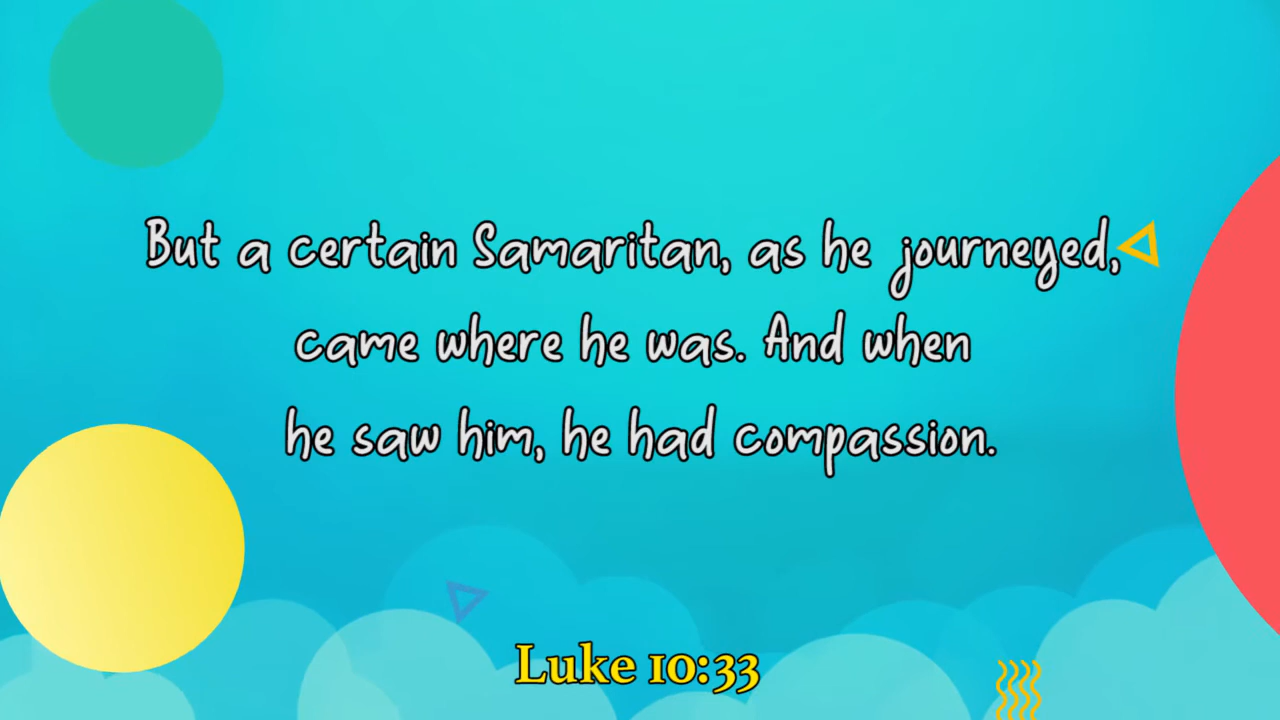 But a certain Samaritan, as he journeyed,
came where he was. And when
he saw him, he had compassion.
Luke 10:33